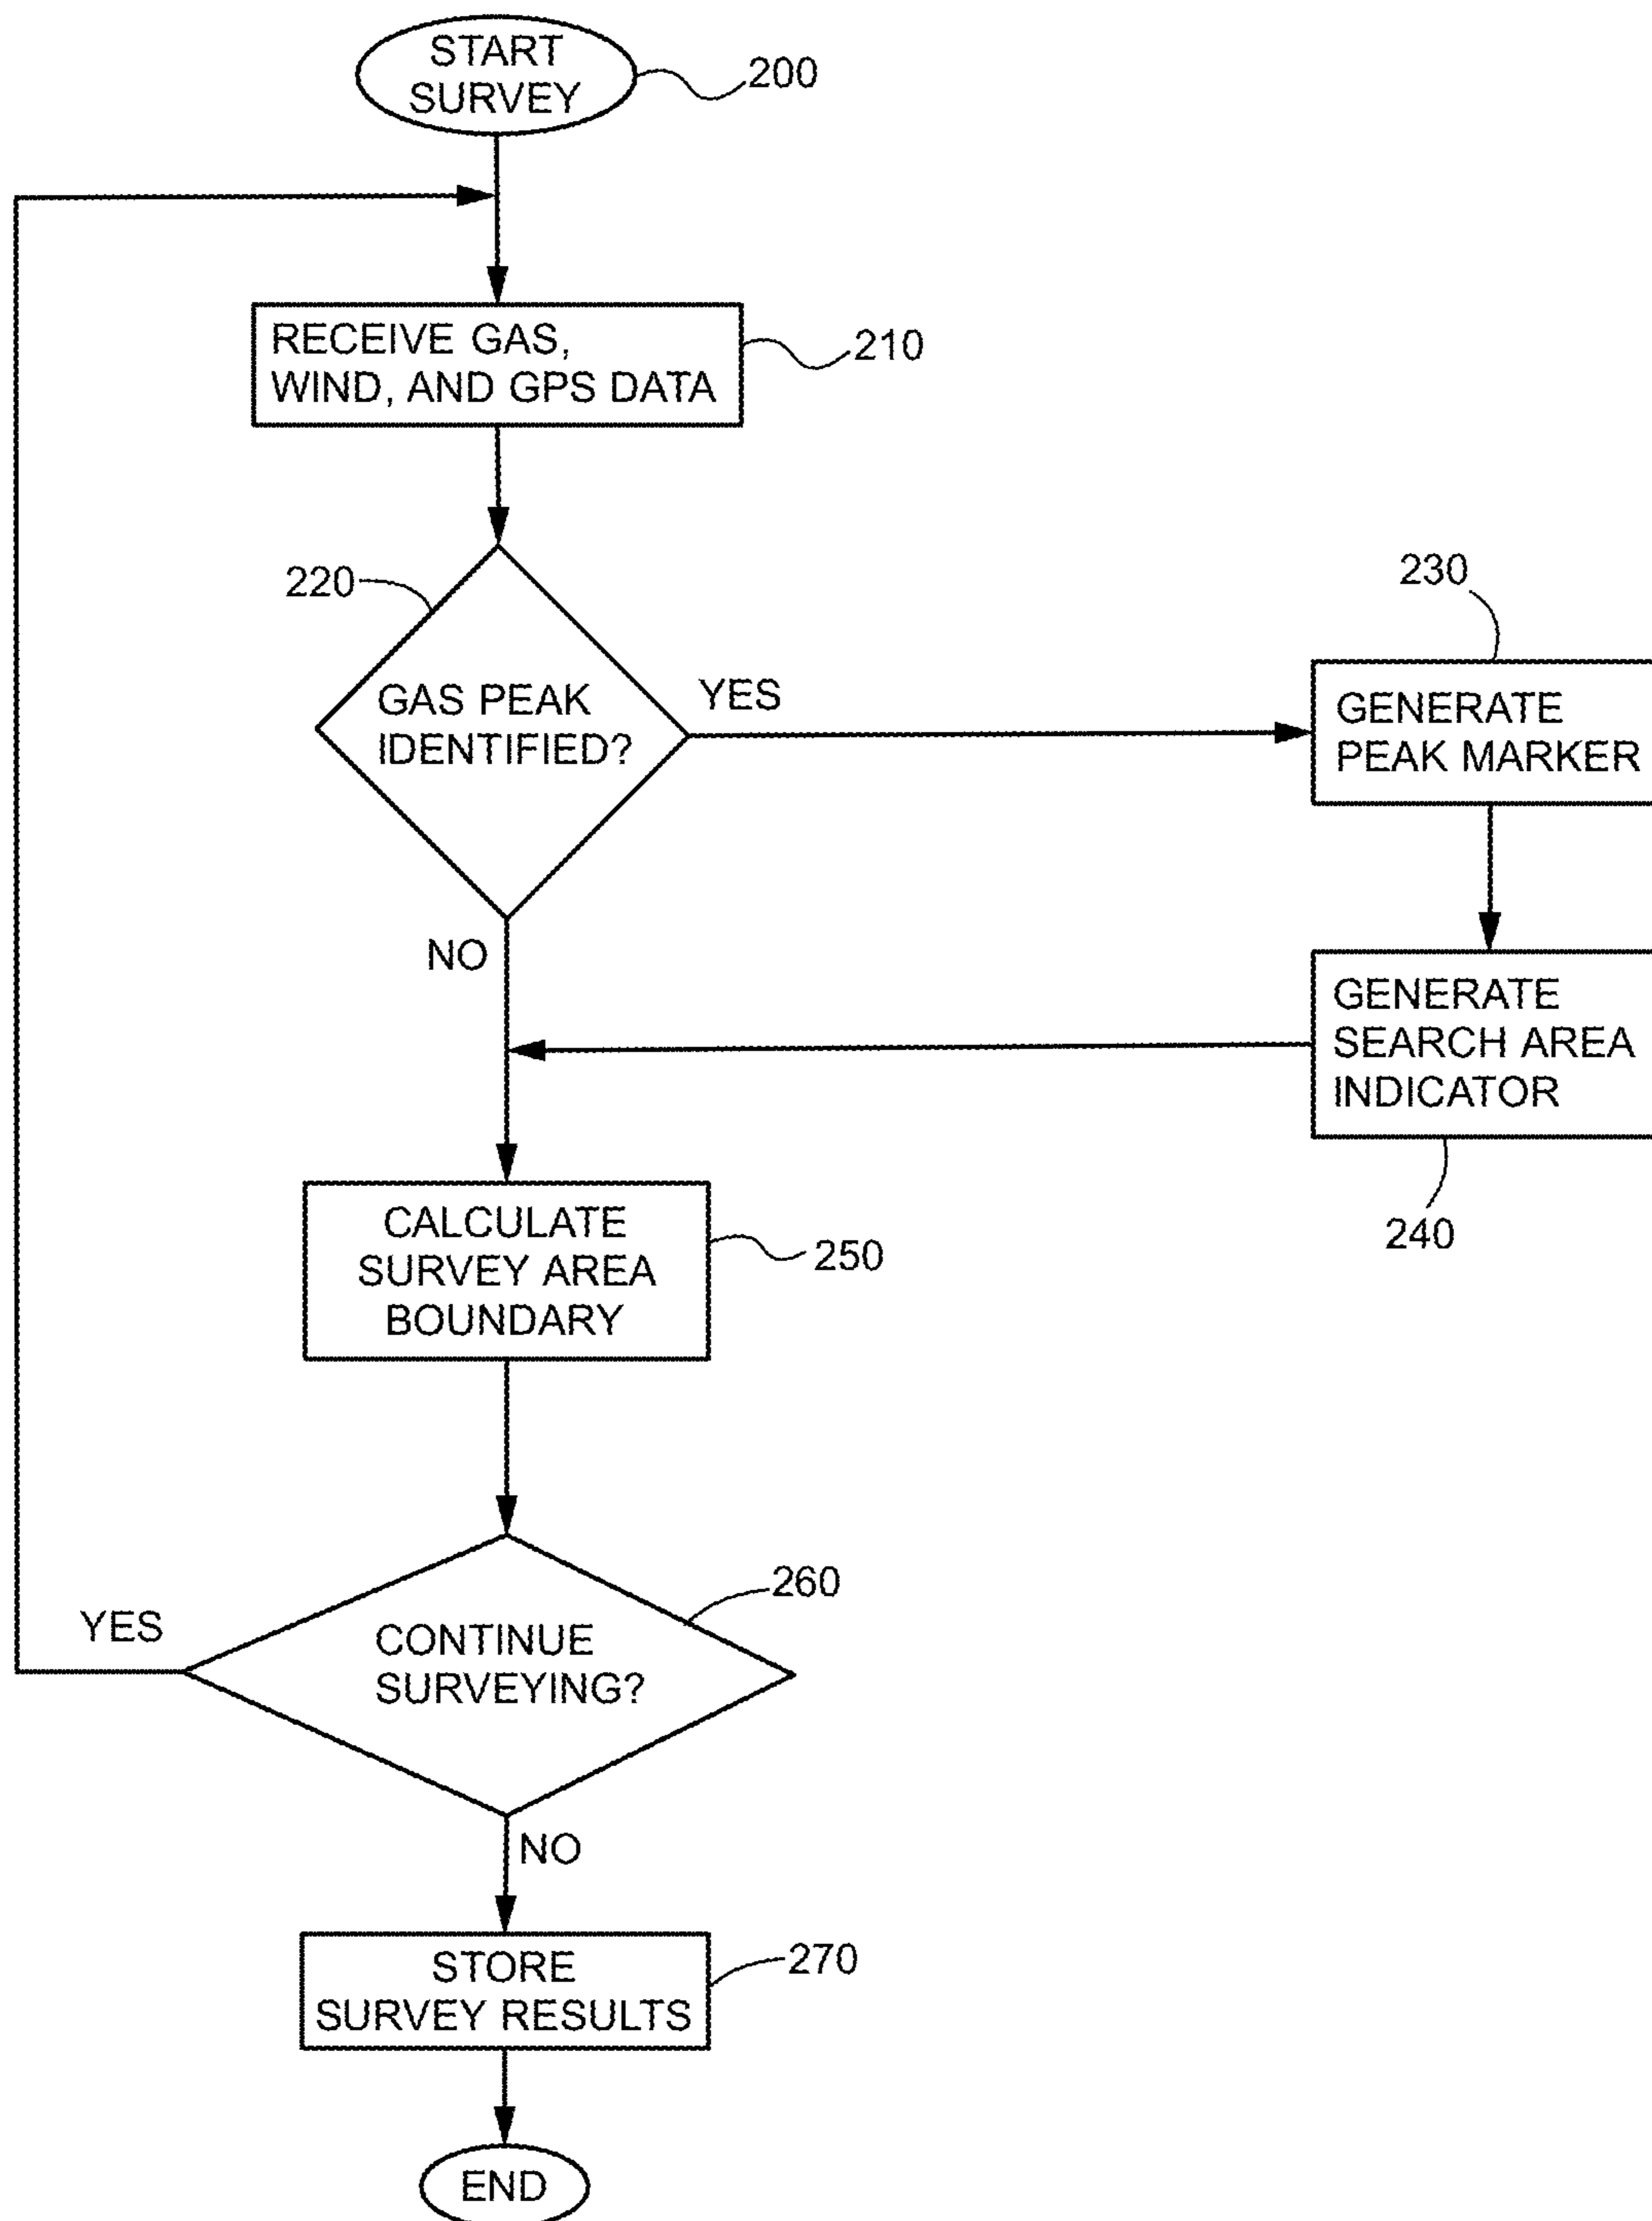 START
SURVEY
200
RECEIVE GAS,
WIND, AND GPS DATA
210
220
GAS PEAK
IDENTIFIED?
YES
230
GENERATE
PEAK MARKER
NO
GENERATE
SEARCH AREA
INDICATOR
240
CALCULATE
SURVEY AREA
BOUNDARY
250
260
YES
CONTINUE
SURVEYING?
NO
STORE
SURVEY RESULTS
270
END